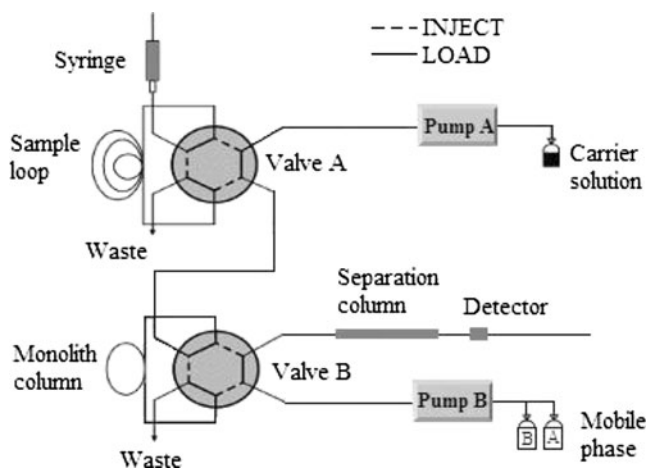 INJECT
LOAD
Syringe
Sample
loop
Valve A
Pump A
Carrier
solution
Waste
Separation
column
Detector
Monolith
column
Valve B
Pump B
B
A
Mobile
phase
Waste